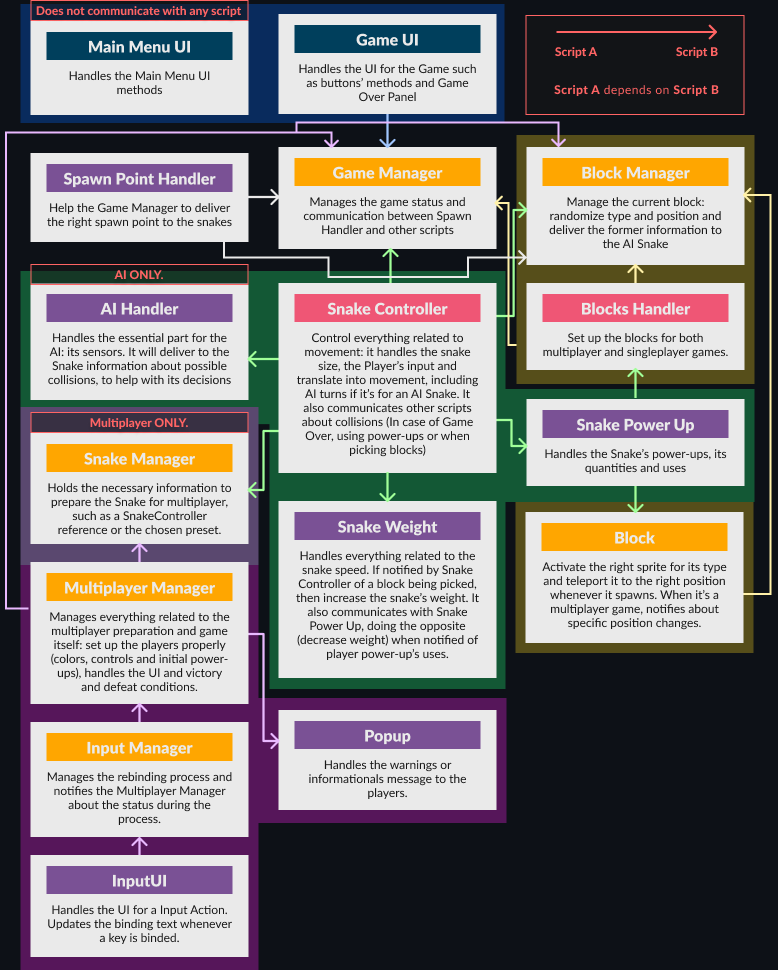 Does not communicate with any script
Main Menu UI
Handles the Main Menu UI
methods
Game UI
Handles the UI for the Game such
as buttons' methods and Game
Over Panel
Script A
Script B
Script A depends on Script B
Spawn Point Handler
Help the Game Manager to deliver
the right spawn point to the snakes
Game Manager
Manages the game status and
communication between Spawn
Handler and other scripts
Block Manager
Manage the current block:
randomize type and position and
deliver the former information to
the AI Snake
AI ONLY.
AI Handler
Handles the essential part for the
AI: its sensors. It will deliver to the
Snake information about possible
collisions, to help with its decisions
Snake Controller
Control everything related to
movement: it handles the snake
size, the Player's input and
translate into movement, including
AI turns if it's for an AI Snake. It
also communicates other scripts
about collisions (In case of Game
Over, using power-ups or when
picking blocks)
Blocks Handler
Set up the blocks for both
multiplayer and singleplayer games.
Multiplayer ONLY.
Snake Manager
Holds the necessary information to
prepare the Snake for multiplayer,
such as a SnakeController
reference or the chosen preset.
Snake Power Up
Handles the Snake's power-ups, its
quantities and uses
Snake Weight
Handles everything related to the
snake speed. If notified by Snake
Controller of a block being picked,
then increase the snake's weight. It
also communicates with Snake
Power Up, doing the opposite
(decrease weight) when notified of
player power-up's uses.
Block
Activate the right sprite for its type
and teleport it to the right position
whenever it spawns. When it's a
multiplayer game, notifies about
specific position changes.
Multiplayer Manager
Manages everything related to the
multiplayer preparation and game
itself: set up the players properly
(colors, controls and initial power-
ups), handles the UI and victory
and defeat conditions.
Popup
Handles the warnings or
informationals message to the
players.
Input Manager
Manages the rebinding process and
notifies the Multiplayer Manager
about the status during the
process.
InputUI
Handles the UI for a Input Action.
Updates the binding text whenever
a key is binded.